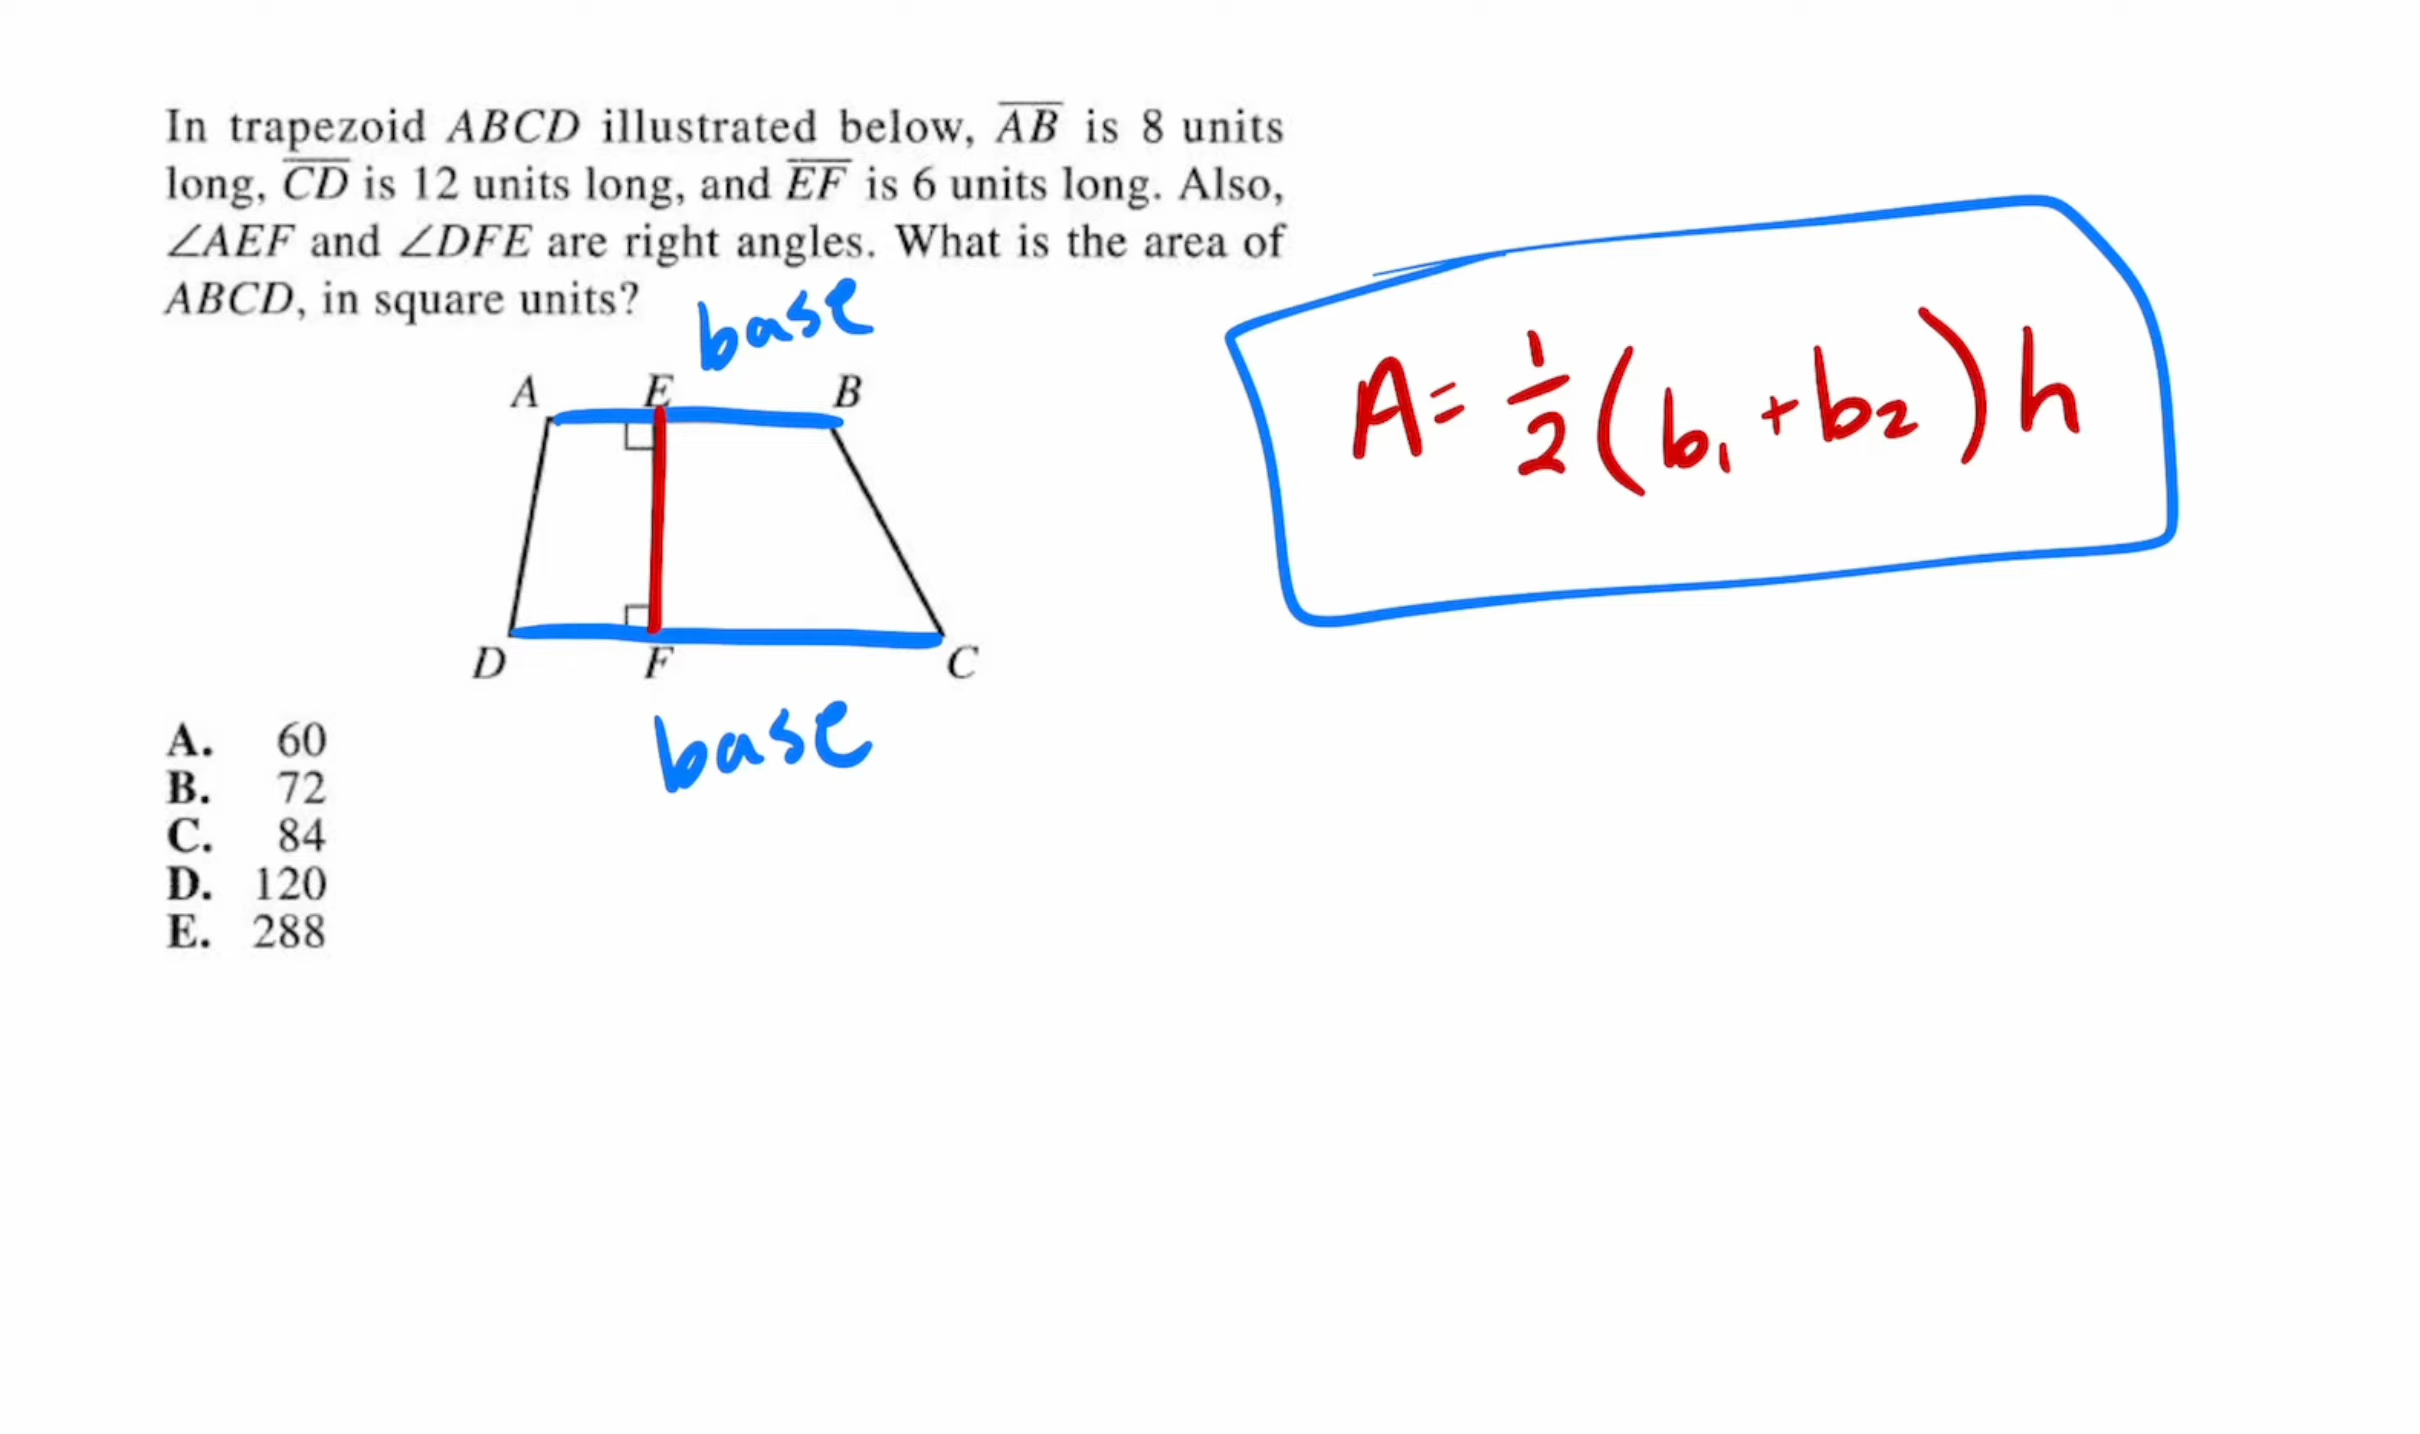 In trapezoid ABCD illustrated below, AB is 8 units
long, CD is 12 units long, and EF is 6 units long. Also,
∠AEF and ∠DFE are right angles. What is the area of
ABCD, in square units?
base
A E B
D F C
base
A. 60
B. 72
C. 84
D. 120
E. 288
A = 1/2 (b₁ + b₂) h